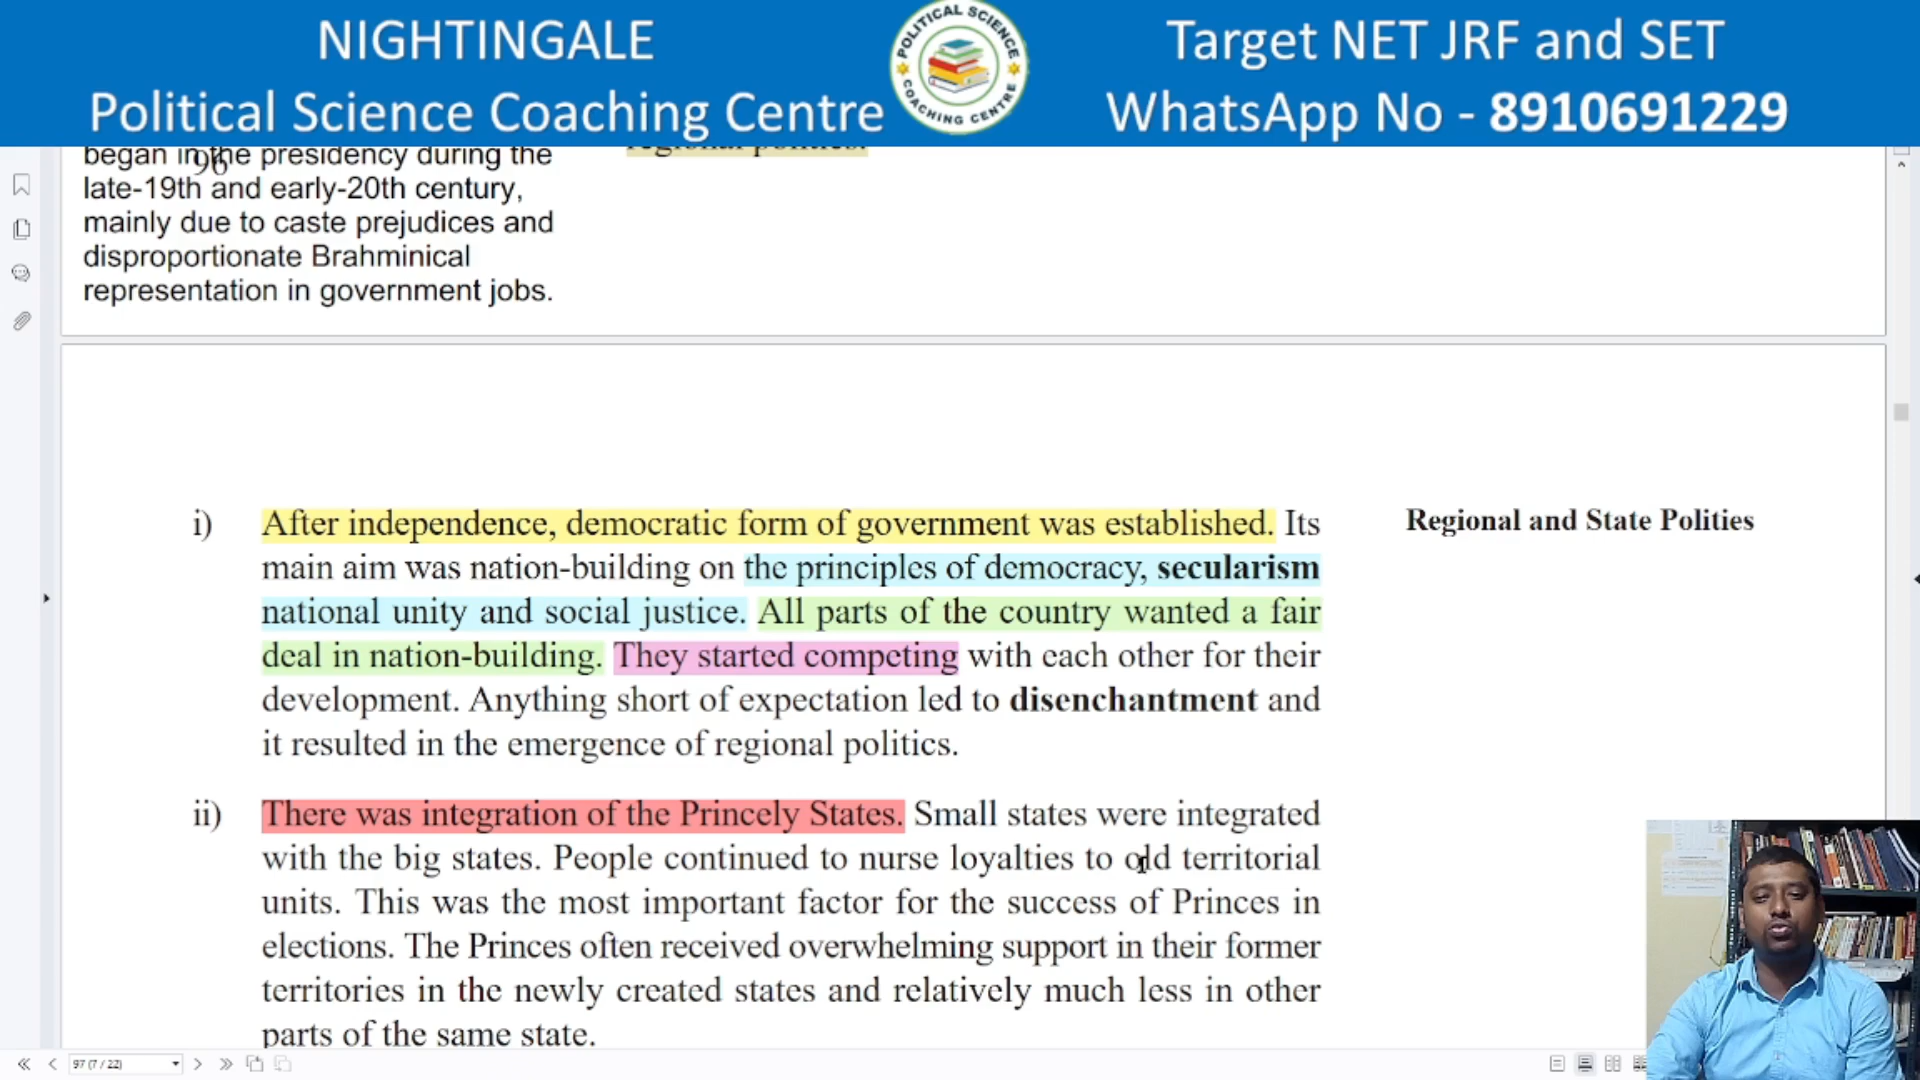 NIGHTINGALE
Political Science Coaching Centre
POLITICAL SCIENCE
COACHING CENTRE
Target NET JRF and SET
WhatsApp No - 8910691229
regional polities.
began in the presidency during the
96
late-19th and early-20th century,
mainly due to caste prejudices and
disproportionate Brahminical
representation in government jobs.
Regional and State Polities
i) After independence, democratic form of government was established. Its
main aim was nation-building on the principles of democracy, secularism
national unity and social justice. All parts of the country wanted a fair
deal in nation-building. They started competing with each other for their
development. Anything short of expectation led to disenchantment and
it resulted in the emergence of regional politics.
ii) There was integration of the Princely States. Small states were integrated
with the big states. People continued to nurse loyalties to old territorial
units. This was the most important factor for the success of Princes in
elections. The Princes often received overwhelming support in their former
territories in the newly created states and relatively much less in other
parts of the same state.
97 (7 / 22)